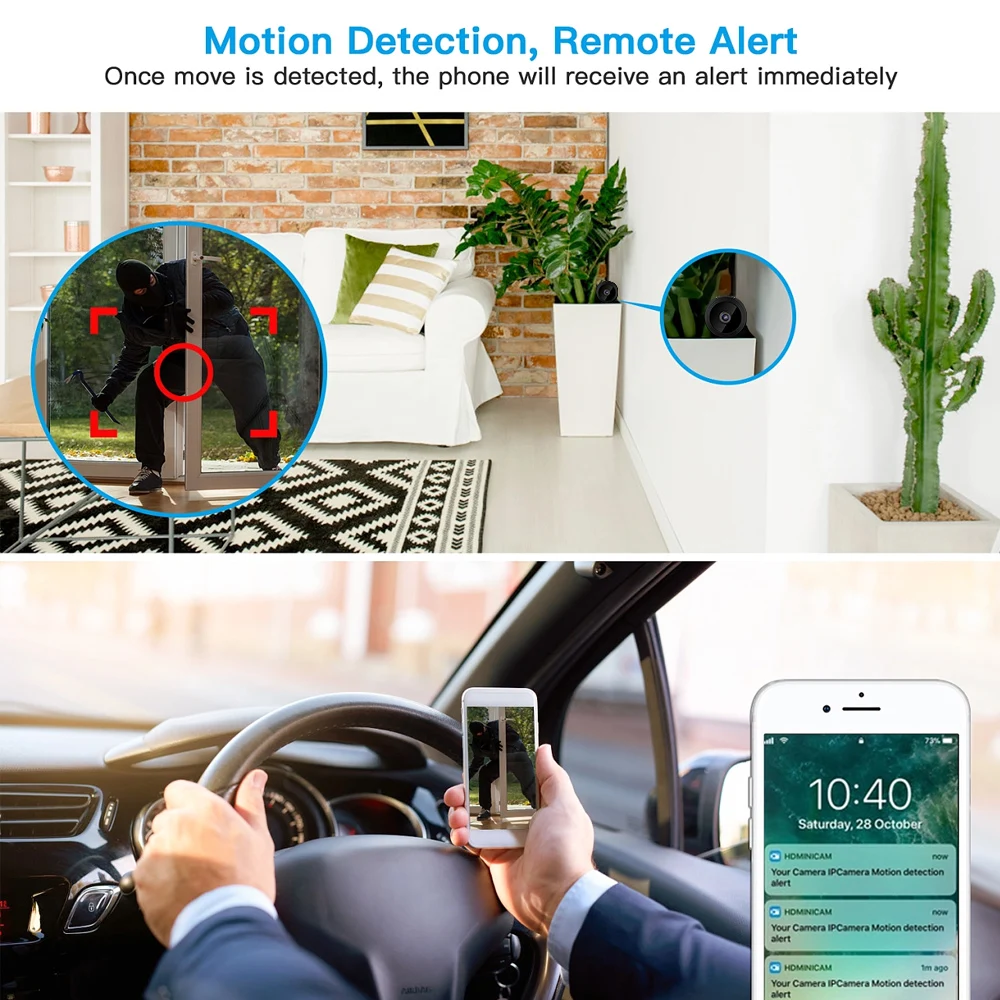 Motion Detection, Remote Alert
Once move is detected, the phone will receive an alert immediately
73%
10:40
Saturday, 28 October
HDMINICAM now
Your Camera IPCamera Motion detection
alert
HDMINICAM now
Your Camera IPCamera Motion detection
alert
HDMINICAM 1m ago
Your Camera IPCamera Motion detection
alert